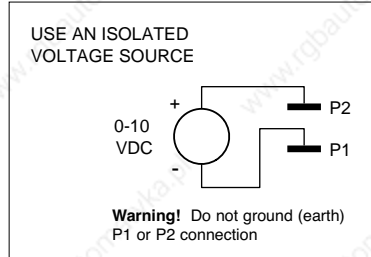 USE AN ISOLATED
VOLTAGE SOURCE
+
P2
0-10
VDC
P1
-
Warning! Do not ground (earth)
P1 or P2 connection